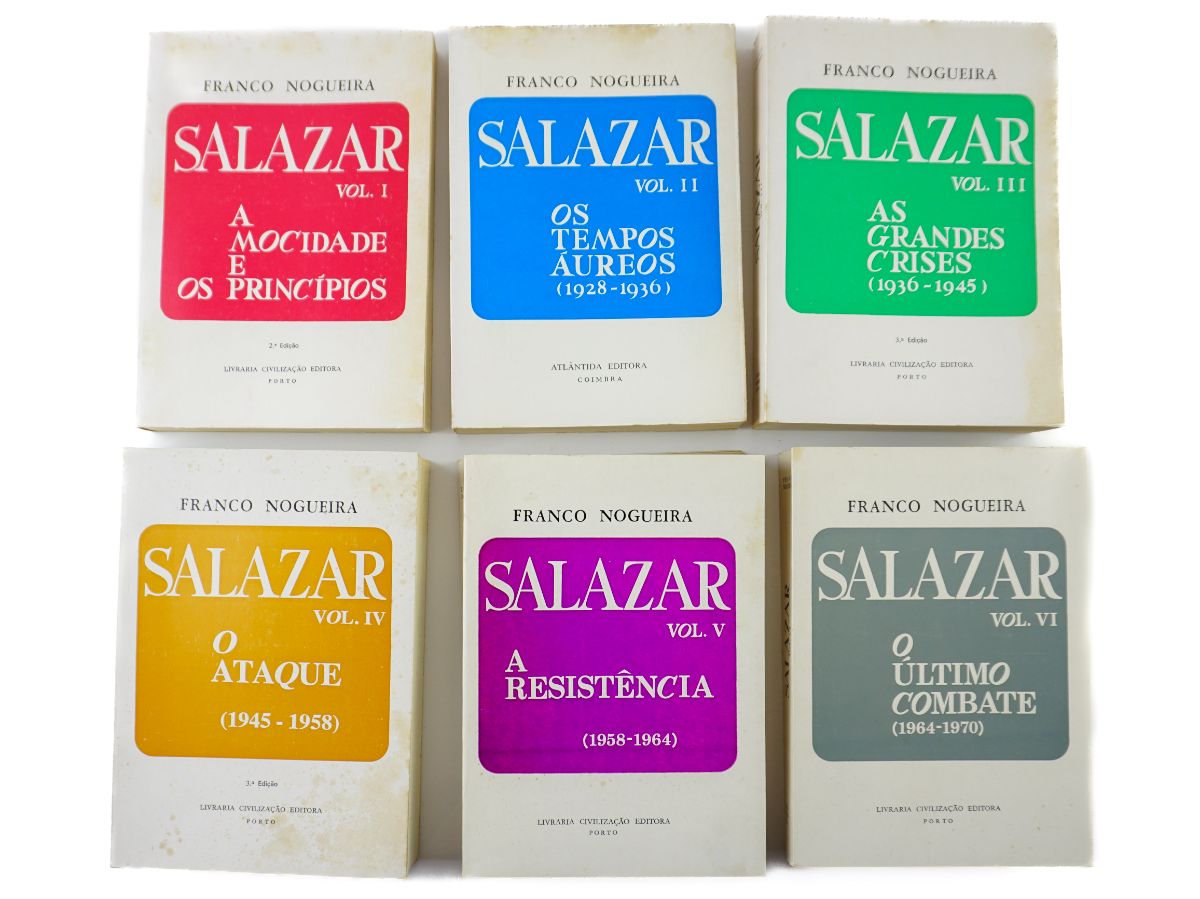 FRANCO NOGUEIRA
SALAZAR
VOL. I
A
MOCIDADE
E
OS PRINCÍPIOS
2.ª Edição
LIVRARIA CIVILIZAÇÃO EDITORA
PORTO
FRANCO NOGUEIRA
SALAZAR
VOL. II
OS
TEMPOS
ÁUREOS
(1928-1936)
ATLÂNTIDA EDITORA
COIMBRA
FRANCO NOGUEIRA
SALAZAR
VOL. III
AS
GRANDES
CRISES
(1936-1945)
3.ª Edição
LIVRARIA CIVILIZAÇÃO EDITORA
PORTO
FRANCO NOGUEIRA
SALAZAR
VOL. IV
O
ATAQUE
(1945-1958)
3.ª Edição
LIVRARIA CIVILIZAÇÃO EDITORA
PORTO
FRANCO NOGUEIRA
SALAZAR
VOL. V
A
RESISTÊNCIA
(1958-1964)
LIVRARIA CIVILIZAÇÃO EDITORA
PORTO
FRANCO NOGUEIRA
SALAZAR
VOL. VI
O
ÚLTIMO
COMBATE
(1964-1970)
LIVRARIA CIVILIZAÇÃO EDITORA
PORTO
SALAZAR